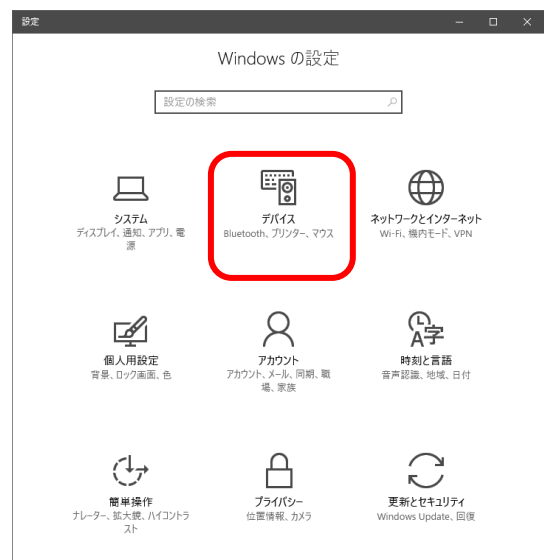 設定
Windows の設定
設定の検索
システム
ディスプレイ、通知、アプリ、電
源
デバイス
Bluetooth、プリンター、マウス
ネットワークとインターネット
Wi-Fi、機内モード、VPN
個人用設定
背景、ロック画面、色
アカウント
アカウント、メール、同期、職
場、家族
時刻と言語
音声認識、地域、日付
簡単操作
ナレーター、拡大鏡、ハイコントラ
スト
プライバシー
位置情報、カメラ
更新とセキュリティ
Windows Update、回復